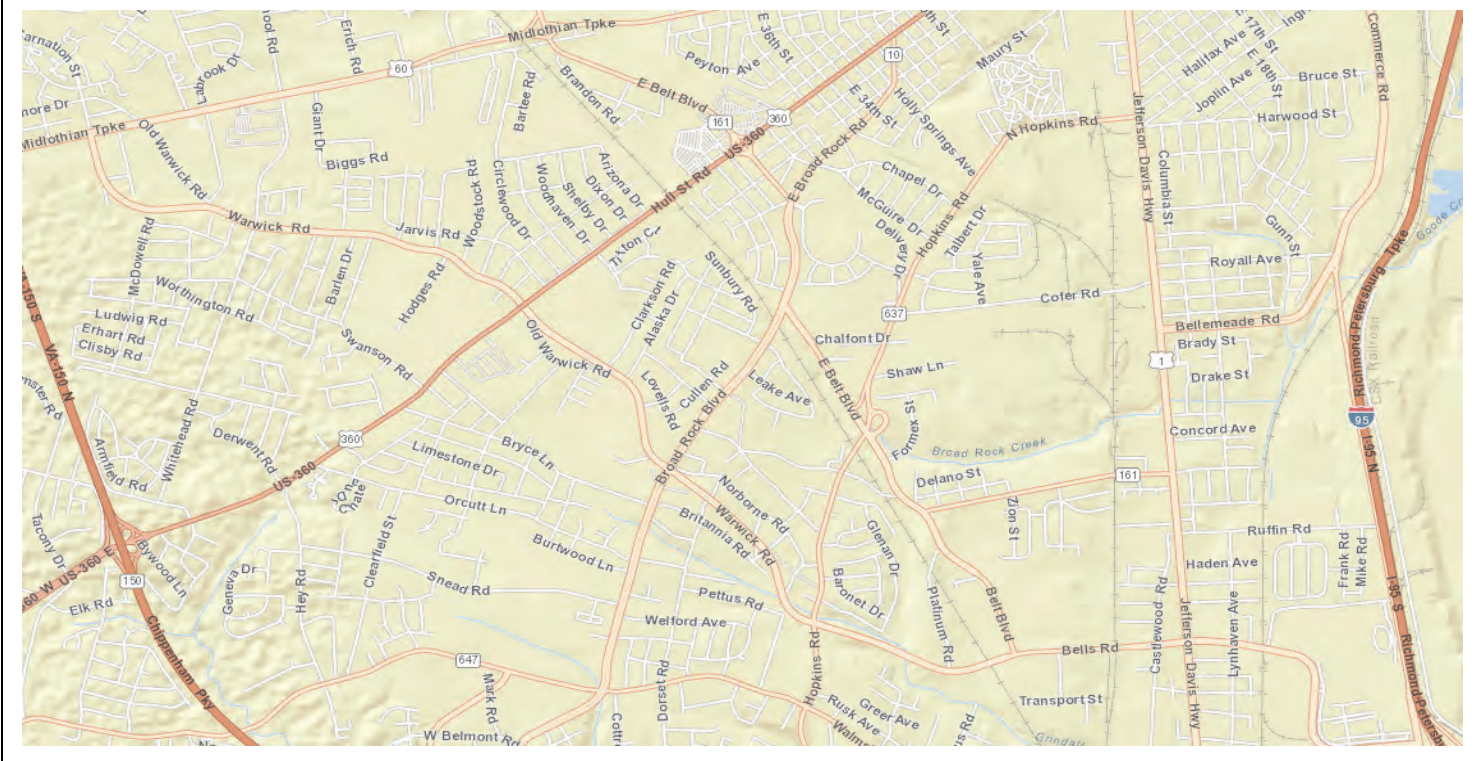 Midlothian Tpke
E 36th St
Maury St
Halifax Ave
E 17th St
E 18th St
Commerce Rd
Erich Rd
Labrook Dr
60
Peyton Ave
10
Joplin Ave
Bruce St
Bartee Rd
Brandon Rd
E Belt Blvd
E 34th St
Holly Springs Ave
Harwood St
Midlothian Tpke
Old Warwick Rd
Giant Dr
161
360
US-360
N Hopkins Rd
Jefferson Davis Hwy
Biggs Rd
Woodstock Rd
Circlewood Dr
Woodhaven Dr
Shelby Dr
Dixon Dr
Arizona Dr
Hull St Rd
E Broad Rock Rd
Chapel Dr
McGuire Dr
Columbia St
Warwick Rd
Jarvis Rd
Delivery Dr
Hopkins Rd
Talbert Dr
Yale Ave
Gunn St
McDowell Rd
Barlen Dr
Hodges Rd
Sunbury Rd
Royall Ave
Richmond-Petersburg Tpke
Worthington Rd
Clarkson Rd
Alaska Dr
Cofer Rd
Ludwig Rd
Erhart Rd
Clisby Rd
Swanson Rd
Old Warwick Rd
637
Chalfont Dr
Bellemeade Rd
Brady St
VA-150 N
Lovells Rd
Cullen Rd
Leake Ave
E Belt Blvd
Shaw Ln
1
Drake St
CSX Railroad
Whitehead Rd
Derwent Rd
360
US-360
Broad Rock Blvd
Formex St
Broad Rock Creek
Concord Ave
95
I-95 N
Armfield Rd
Limestone Dr
Bryce Ln
Delano St
161
Orcutt Ln
Norborne Rd
Zion St
Tacony Dr
Bywood Ln
Clearfield St
Burtwood Ln
Britannia Rd
Warwick Rd
Glenan Dr
Ruffin Rd
US-360 E
360 W
150
Geneva Dr
Hey Rd
Snead Rd
Baronet Dr
Platinum Rd
Belt Blvd
Haden Ave
Frank Rd
Mike Rd
Elk Rd
Pettus Rd
Castlewood Rd
Lynhaven Ave
I-95 S
Chippenham Pky
Welford Ave
647
Hopkins Rd
Bells Rd
Jefferson Davis Hwy
Mark Rd
Dorset Rd
Transport St
Greer Ave
Rusk Ave
W Belmont Rd